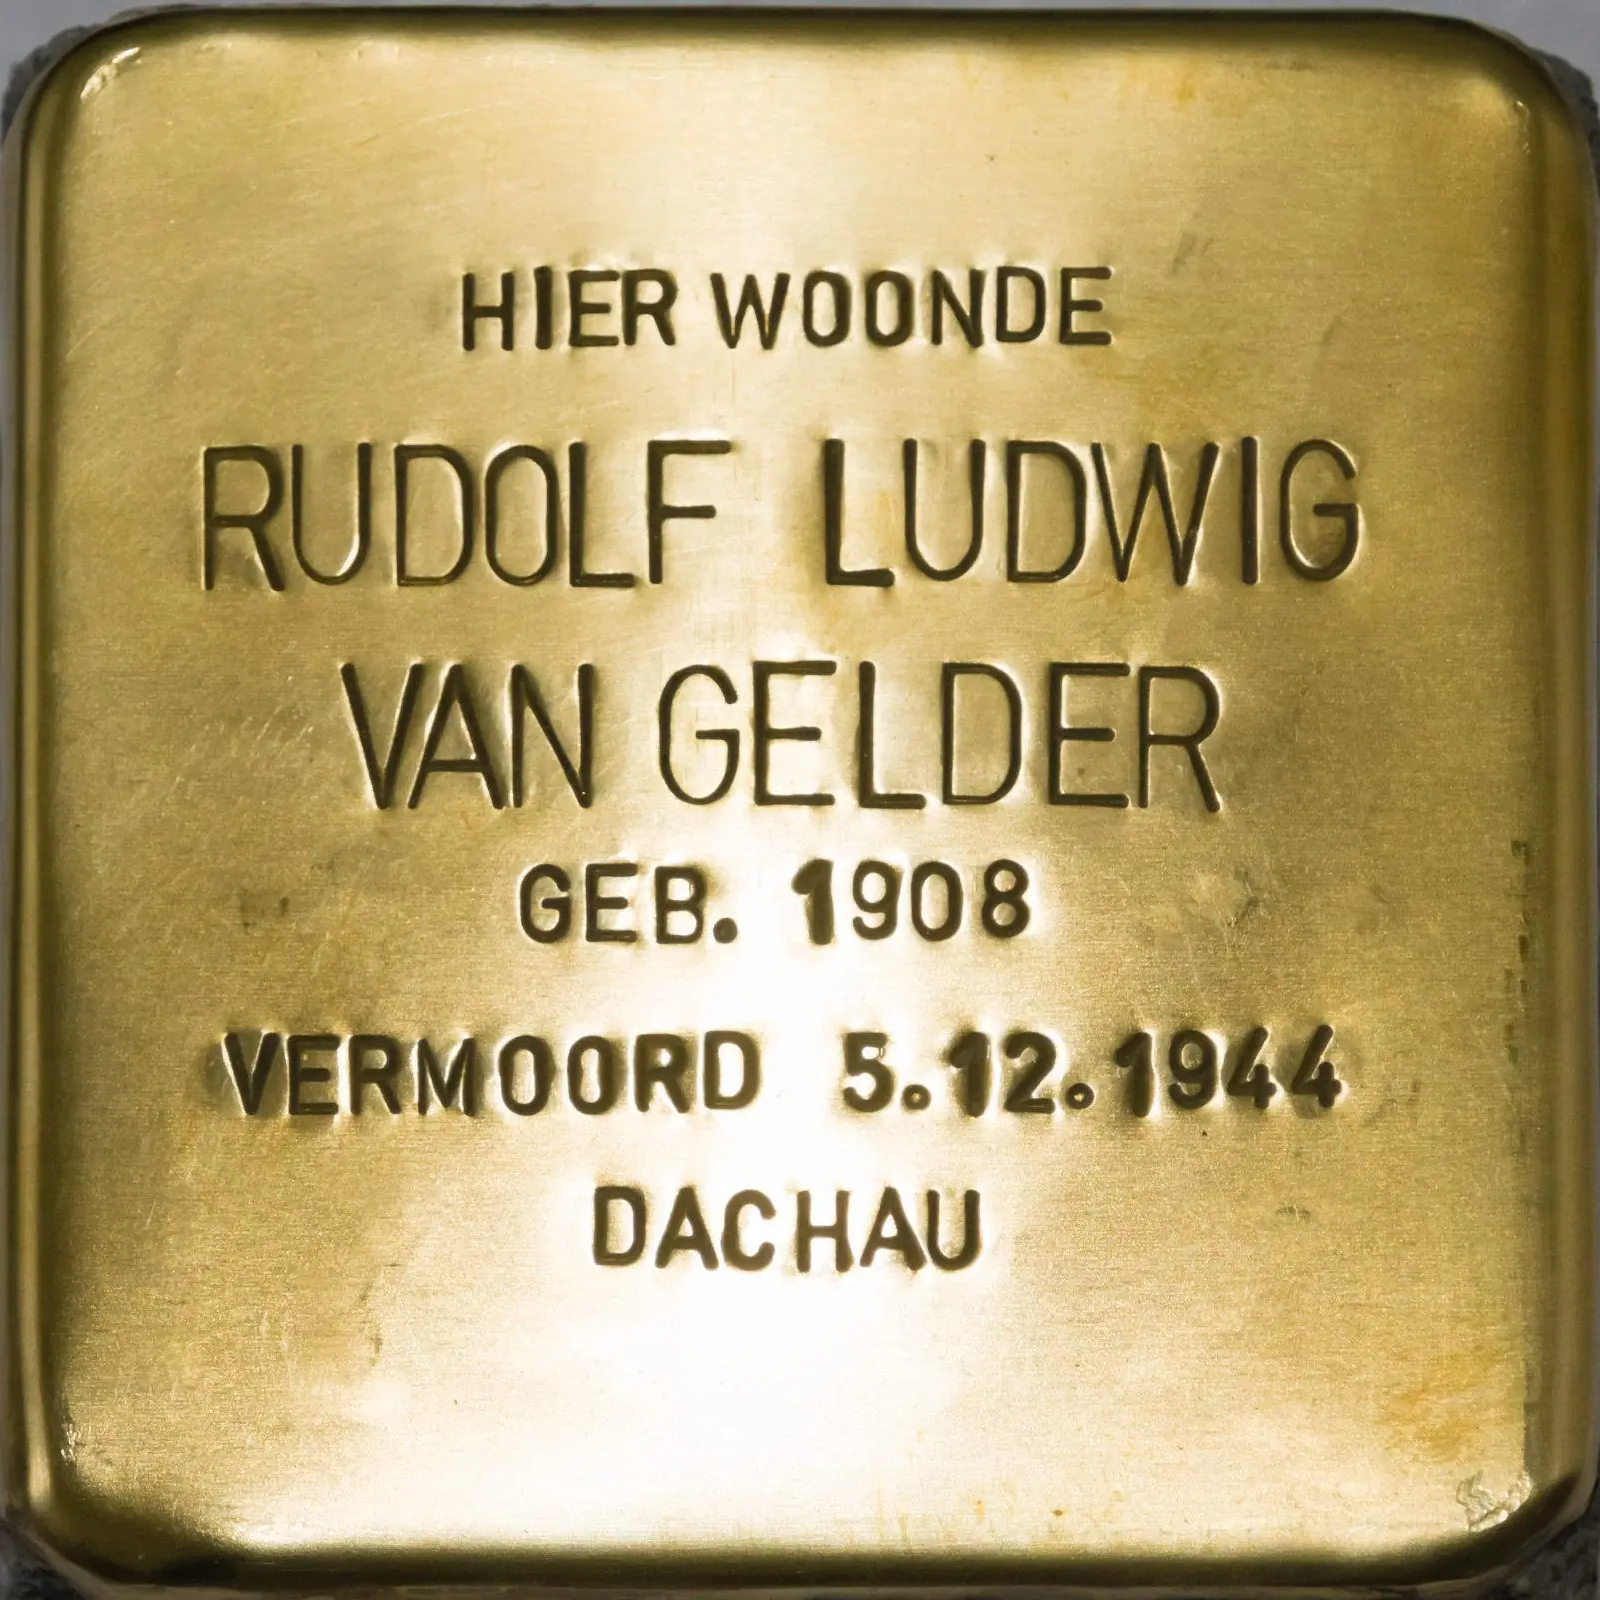 HIER WOONDE
RUDOLF LUDWIG
VAN GELDER
GEB. 1908
VERMOORD 5.12.1944
DACHAU